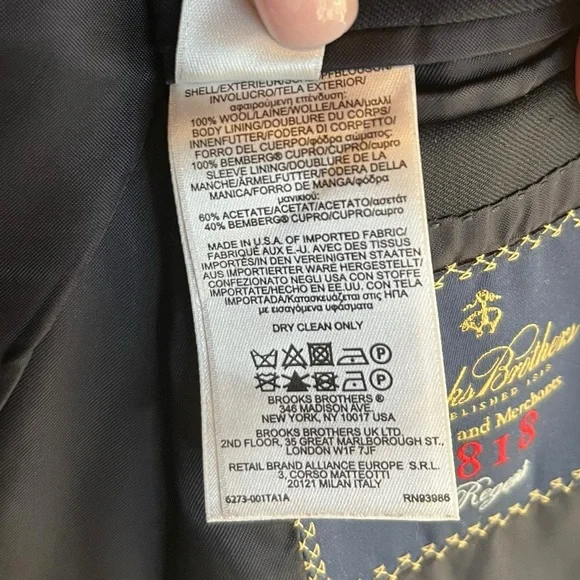 SHELL/EXTERIEUR/
INVOLUCRO/TELA EXTERIOR/
αφαιρούμενη επένδυση:
100% WOOL/LAINE/WOLLE/LANA/μαλλί
BODY LINING/DOUBLURE DU CORPS/
INNENFUTTER/FODERA DI CORPETTO/
FORRO DEL CUERPO/φόδρα σώματος:
100% BEMBERG® CUPRO/CUPRO/cupro
SLEEVE LINING/DOUBLURE DE LA
MANCHE/ÄRMELFUTTER/FODERA DELLA
MANICA/FORRO DE MANGA/φόδρα
μανικιού:
60% ACETATE/ACETAT/ACETATO/ασετάτ
40% BEMBERG® CUPRO/CUPRO/cupro
MADE IN U.S.A. OF IMPORTED FABRIC/
FABRIQUÉ AUX E.-U. AVEC DES TISSUS
IMPORTÉS/IN DEN VEREINIGTEN STAATEN
AUS IMPORTIERTER WARE HERGESTELLT/
CONFEZIONATO NEGLI USA CON STOFFE
IMPORTATE/HECHO EN EE.UU. CON TELA
IMPORTADA/Κατασκευάζεται στις ΗΠΑ
με εισαγόμενα υφάσματα
DRY CLEAN ONLY
BROOKS BROTHERS ®
346 MADISON AVE.
NEW YORK, NY 10017 USA
BROOKS BROTHERS UK LTD.
2ND FLOOR, 35 GREAT MARLBOROUGH ST.,
LONDON W1F 7JF
RETAIL BRAND ALLIANCE EUROPE S.R.L.
3, CORSO MATTEOTTI
20121 MILAN ITALY
6273-001TA1A RN93986
ks Brothers
BLISHED 1818
and Merchants
818
Regent